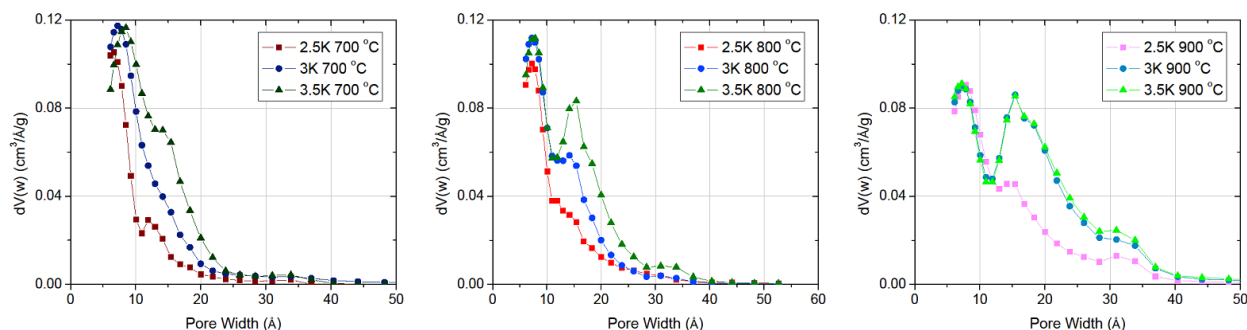 dV(w) (cm³/Å/g)
0.12
0.08
0.04
0.00
2.5K 700 °C
3K 700 °C
3.5K 700 °C
0 10 20 30 40 50
Pore Width (Å)
dV(w) (cm³/Å/g)
0.12
0.08
0.04
0.00
2.5K 800 °C
3K 800 °C
3.5K 800 °C
0 10 20 30 40 50 60
Pore Width (Å)
dV(w) (cm³/Å/g)
0.12
0.08
0.04
0.00
2.5K 900 °C
3K 900 °C
3.5K 900 °C
0 10 20 30 40 50
Pore Width (Å)